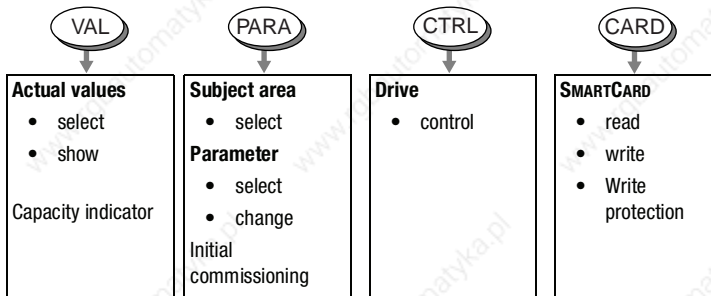 VAL
PARA
CTRL
CARD
Actual values
• select
• show
Capacity indicator
Subject area
• select
Parameter
• select
• change
Initial
commissioning
Drive
• control
SMARTCARD
• read
• write
• Write
protection